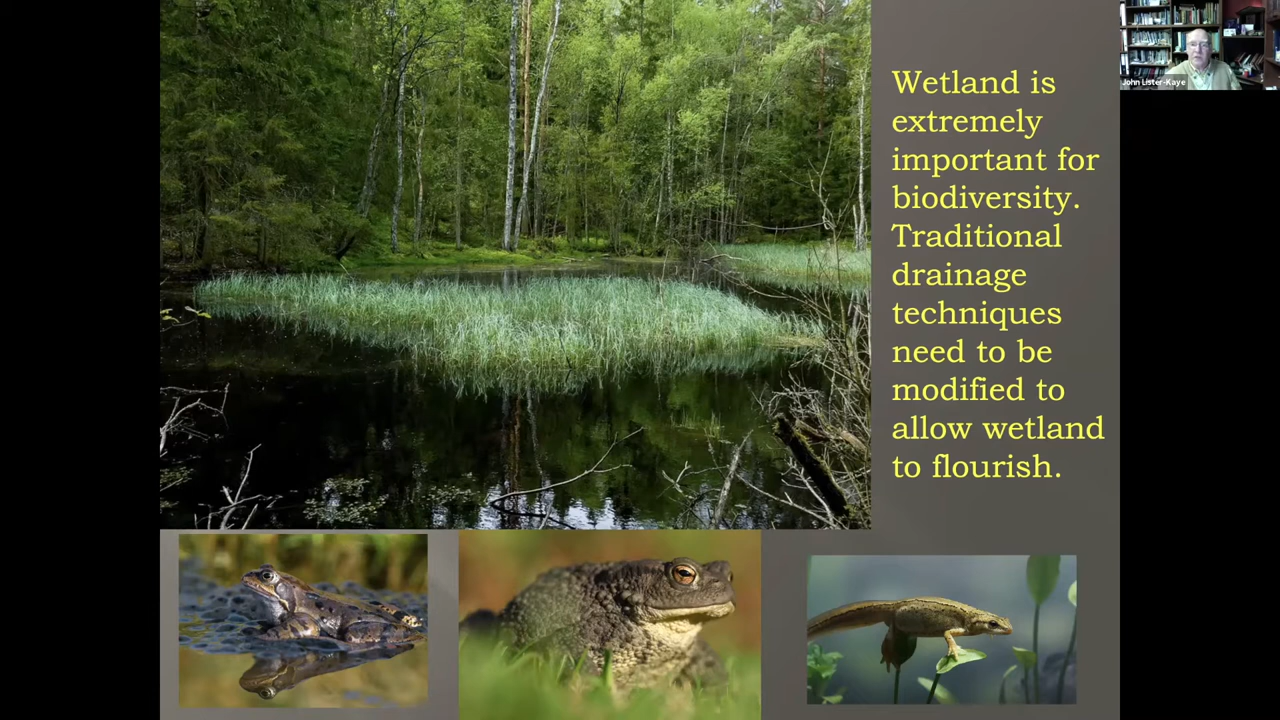 John Lister-Kaye
Wetland is
extremely
important for
biodiversity.
Traditional
drainage
techniques
need to be
modified to
allow wetland
to flourish.